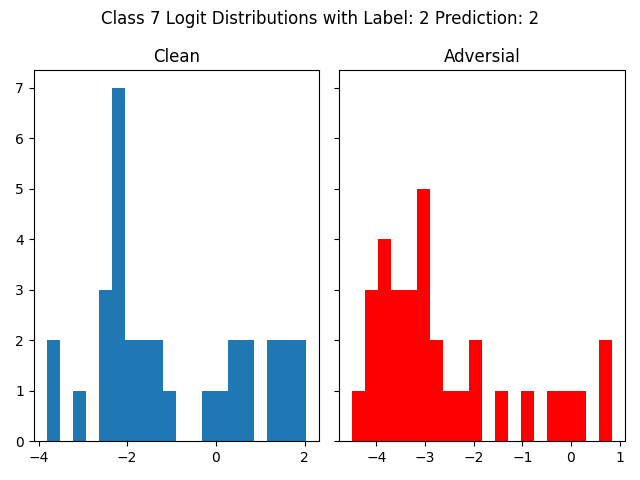 Class 7 Logit Distributions with Label: 2 Prediction: 2
Clean
Adversial
7
6
5
4
3
2
1
0
−4 −2 0 2
−4 −3 −2 −1 0 1